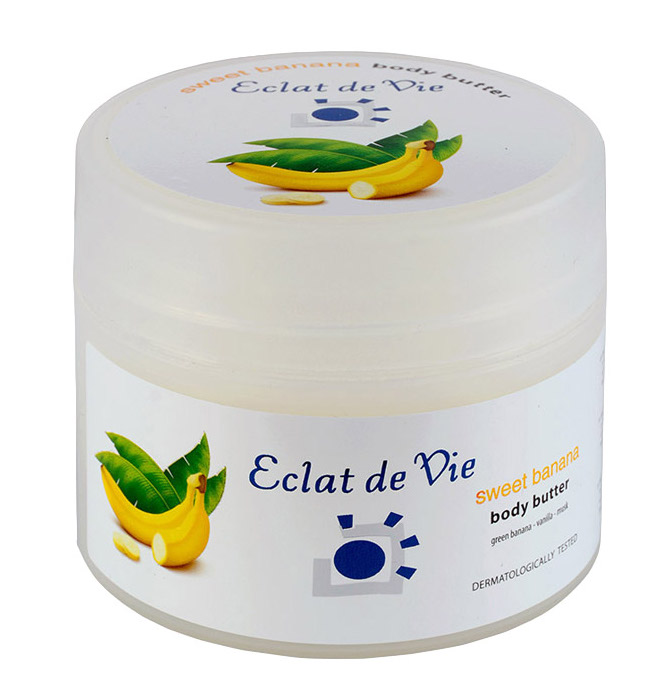 sweet banana body butter
Eclat de Vie
Eclat de Vie
sweet banana
body butter
green banana - vanilla - musk
DERMATOLOGICALLY TESTED